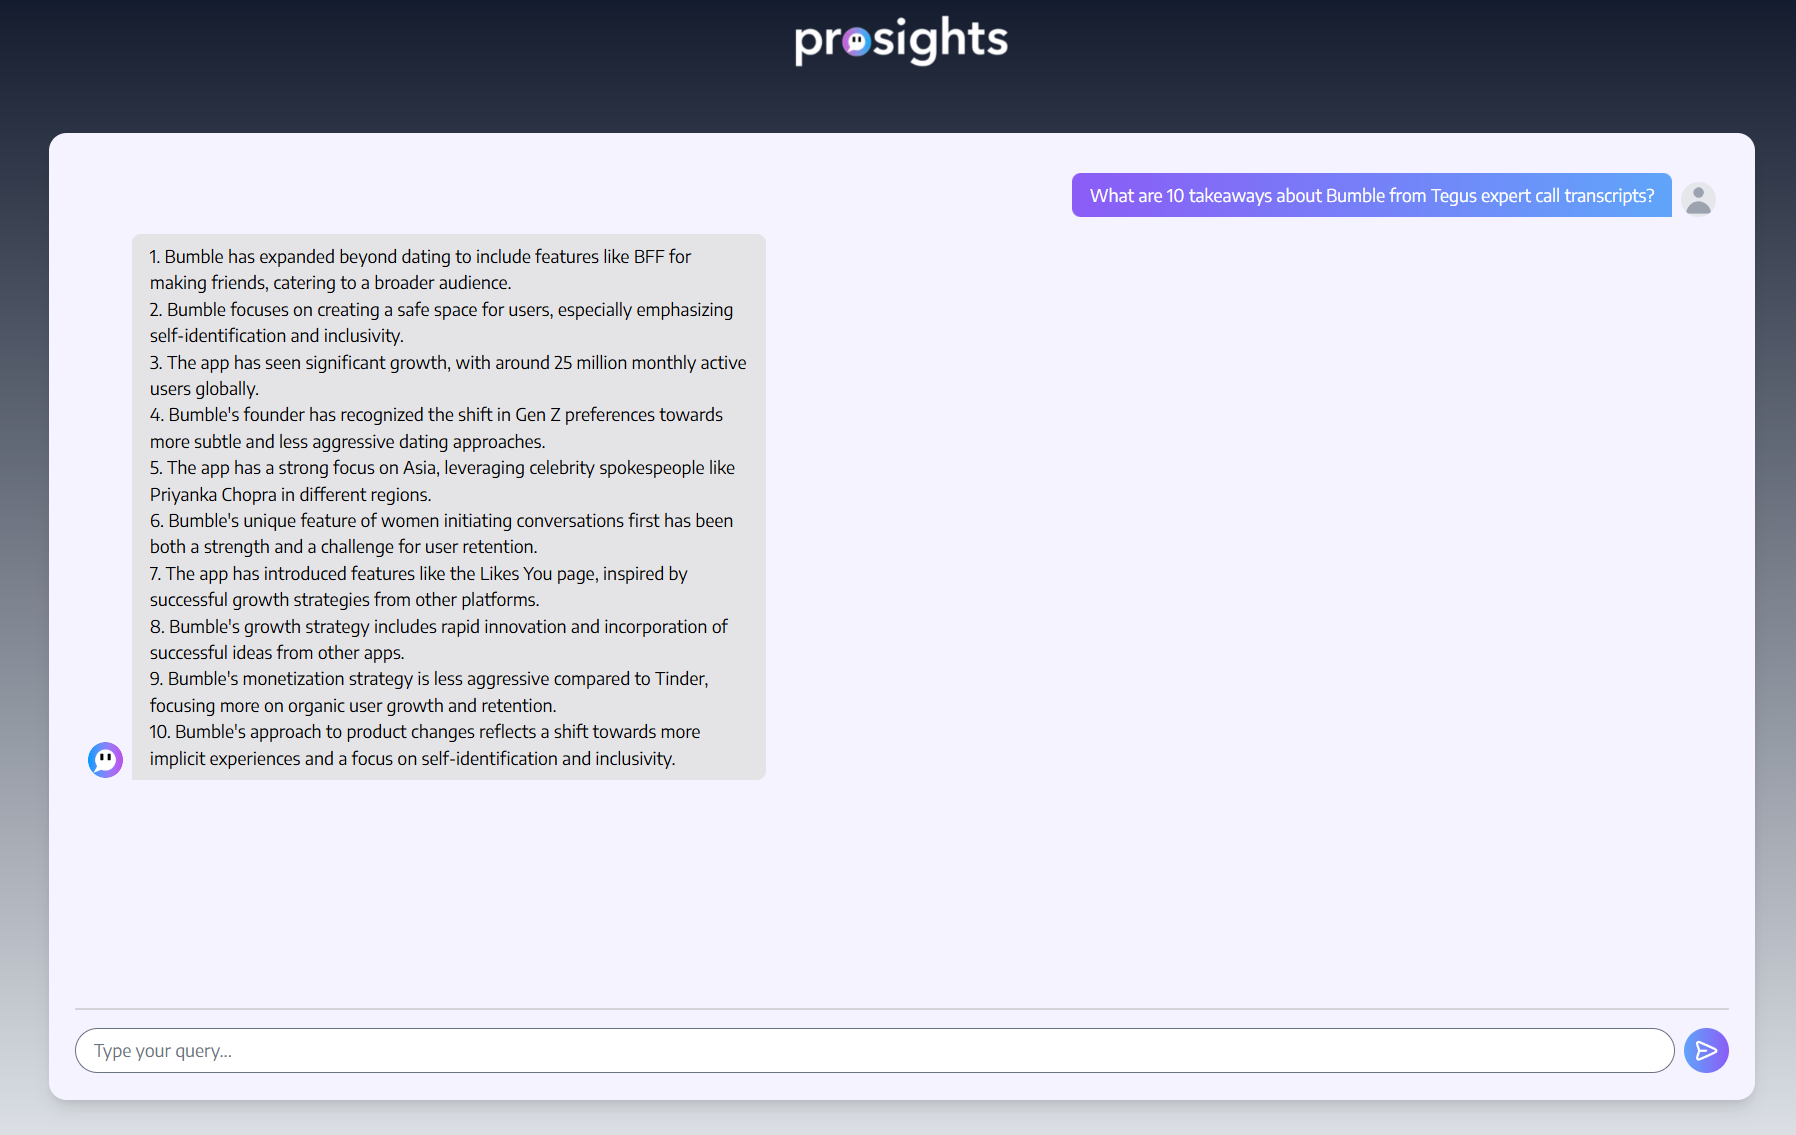 prosights
What are 10 takeaways about Bumble from Tegus expert call transcripts?
1. Bumble has expanded beyond dating to include features like BFF for
making friends, catering to a broader audience.
2. Bumble focuses on creating a safe space for users, especially emphasizing
self-identification and inclusivity.
3. The app has seen significant growth, with around 25 million monthly active
users globally.
4. Bumble's founder has recognized the shift in Gen Z preferences towards
more subtle and less aggressive dating approaches.
5. The app has a strong focus on Asia, leveraging celebrity spokespeople like
Priyanka Chopra in different regions.
6. Bumble's unique feature of women initiating conversations first has been
both a strength and a challenge for user retention.
7. The app has introduced features like the Likes You page, inspired by
successful growth strategies from other platforms.
8. Bumble's growth strategy includes rapid innovation and incorporation of
successful ideas from other apps.
9. Bumble's monetization strategy is less aggressive compared to Tinder,
focusing more on organic user growth and retention.
10. Bumble's approach to product changes reflects a shift towards more
implicit experiences and a focus on self-identification and inclusivity.
Type your query...